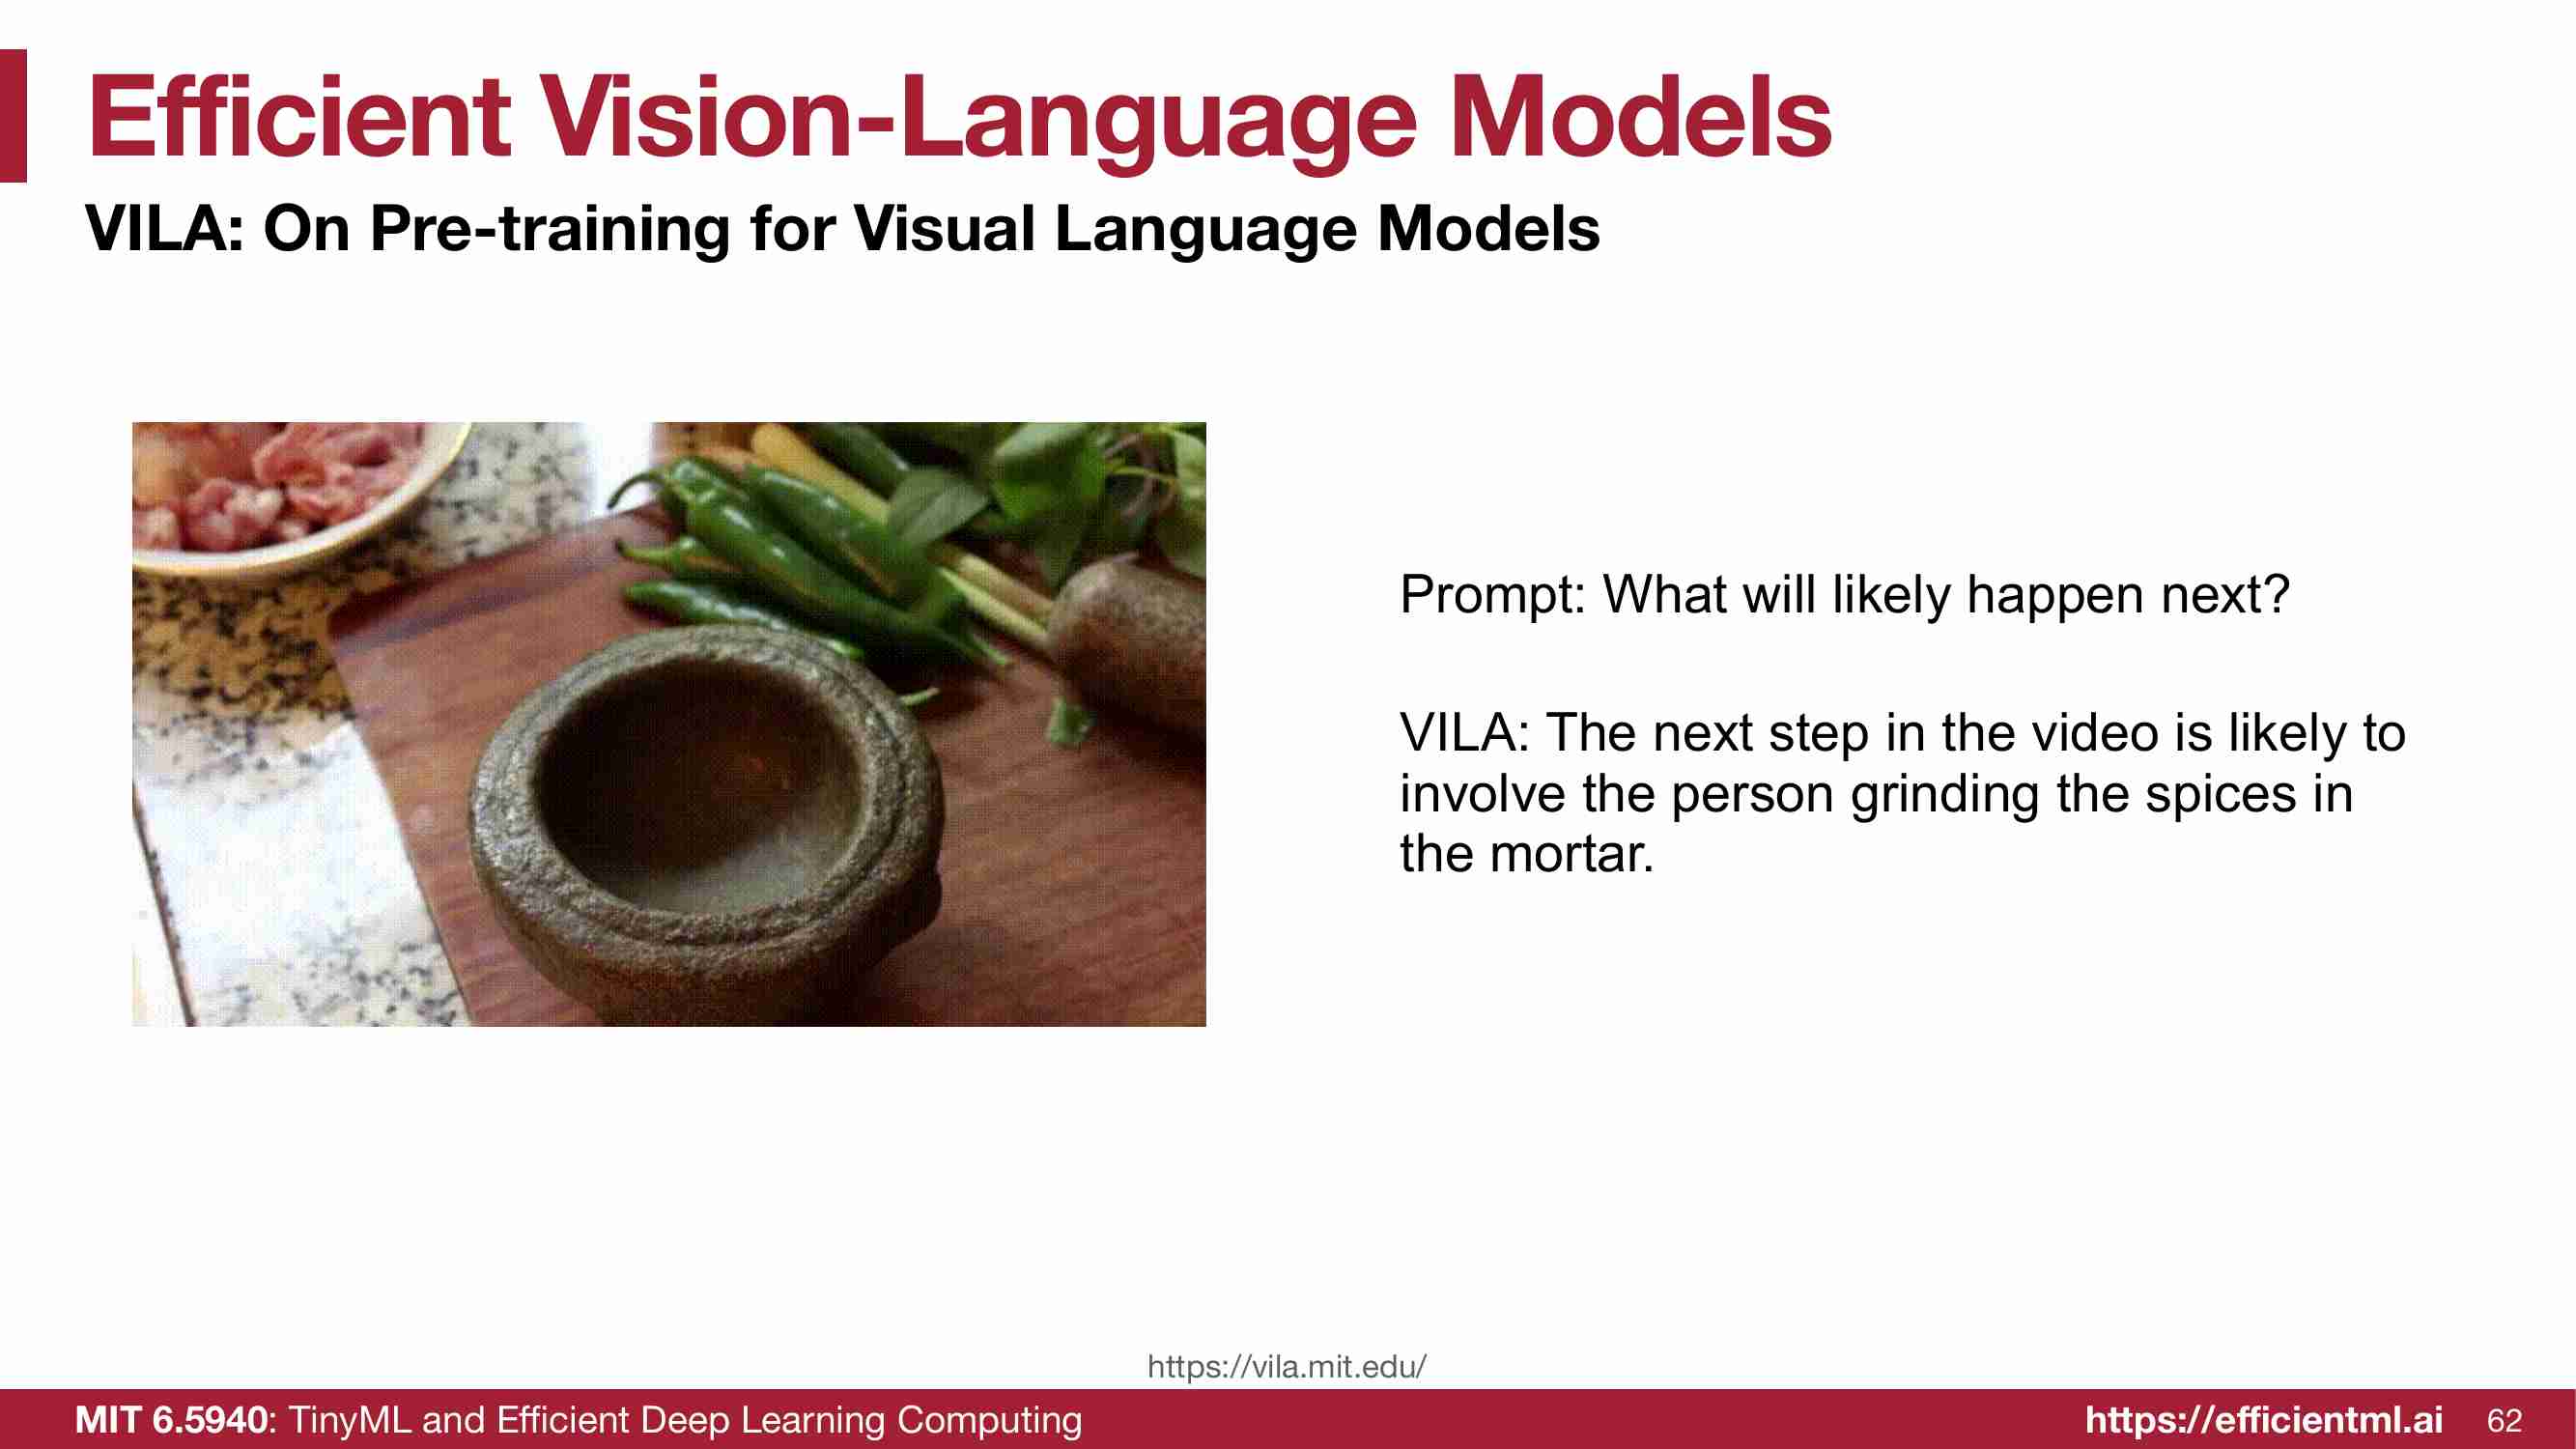 Efficient Vision-Language Models
VILA: On Pre-training for Visual Language Models
Prompt: What will likely happen next?
VILA: The next step in the video is likely to
involve the person grinding the spices in
the mortar.
https://vila.mit.edu/
MIT 6.5940: TinyML and Efficient Deep Learning Computing
https://efficientml.ai 62